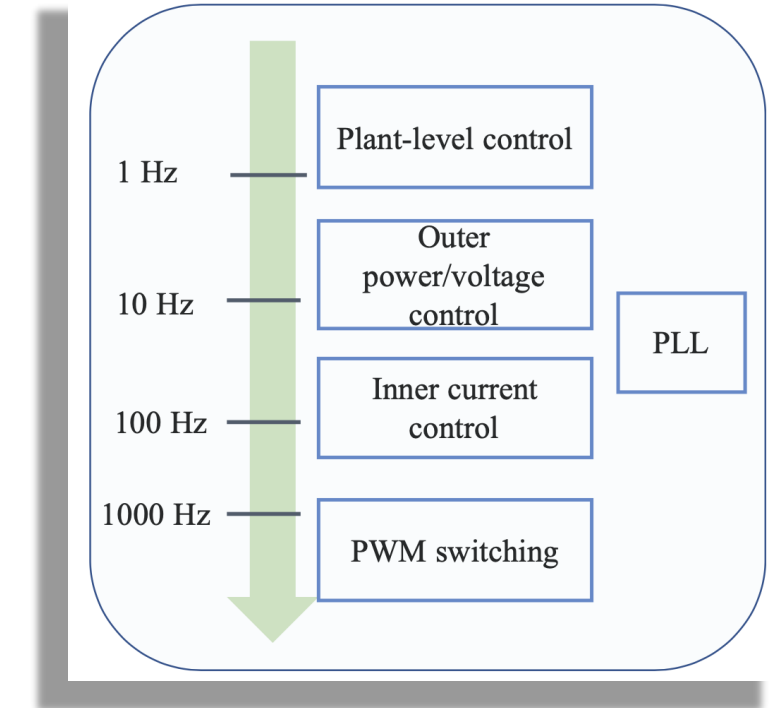 Plant-level control
1 Hz
Outer
power/voltage
control
10 Hz
PLL
Inner current
control
100 Hz
1000 Hz
PWM switching